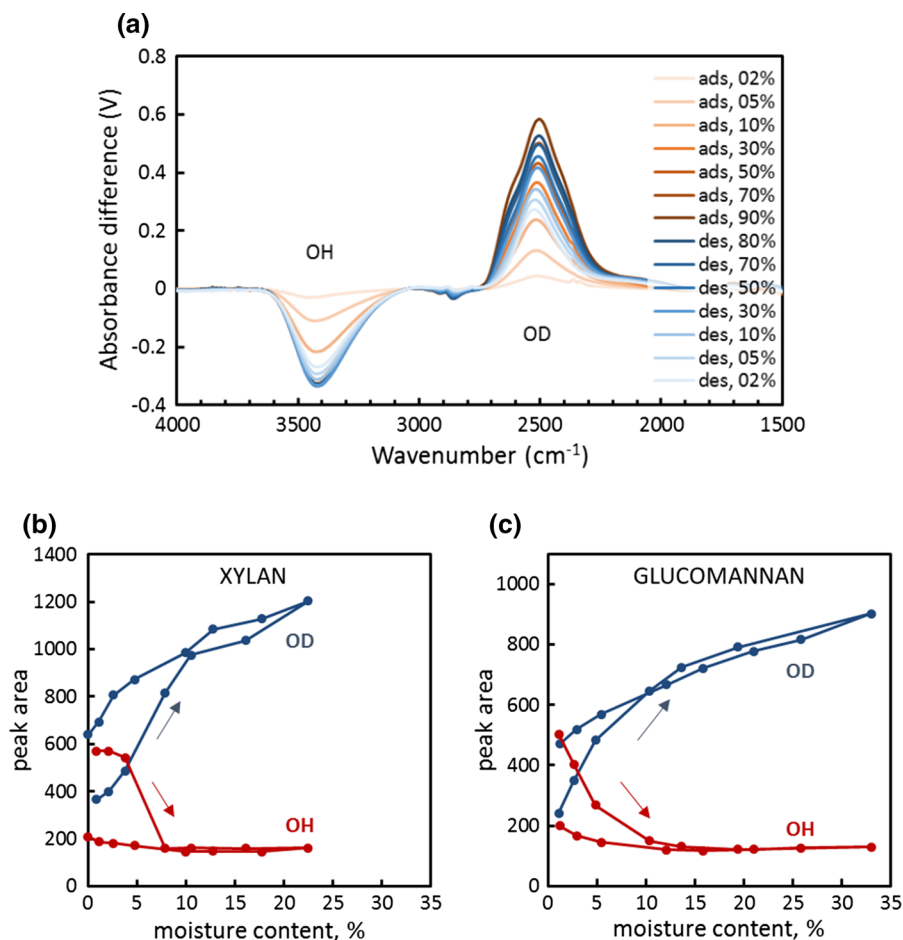 (a)
Absorbance difference (V)
0.8
0.6
0.4
0.2
0
-0.2
-0.4
OH
OD
ads, 02%
ads, 05%
ads, 10%
ads, 30%
ads, 50%
ads, 70%
ads, 90%
des, 80%
des, 70%
des, 50%
des, 30%
des, 10%
des, 05%
des, 02%
4000 3500 3000 2500 2000 1500
Wavenumber (cm-1)
(b)
XYLAN
peak area
1400
1200
1000
800
600
400
200
0
OD
OH
0 5 10 15 20 25 30 35
moisture content, %
(c)
GLUCOMANNAN
peak area
1000
800
600
400
200
0
OD
OH
0 5 10 15 20 25 30 35
moisture content, %